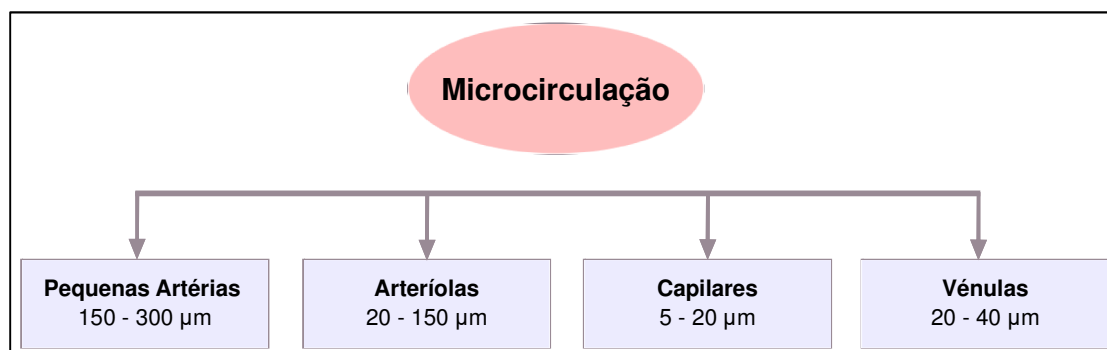 Microcirculação
Pequenas Artérias
150 - 300 µm
Arteríolas
20 - 150 µm
Capilares
5 - 20 µm
Vénulas
20 - 40 µm